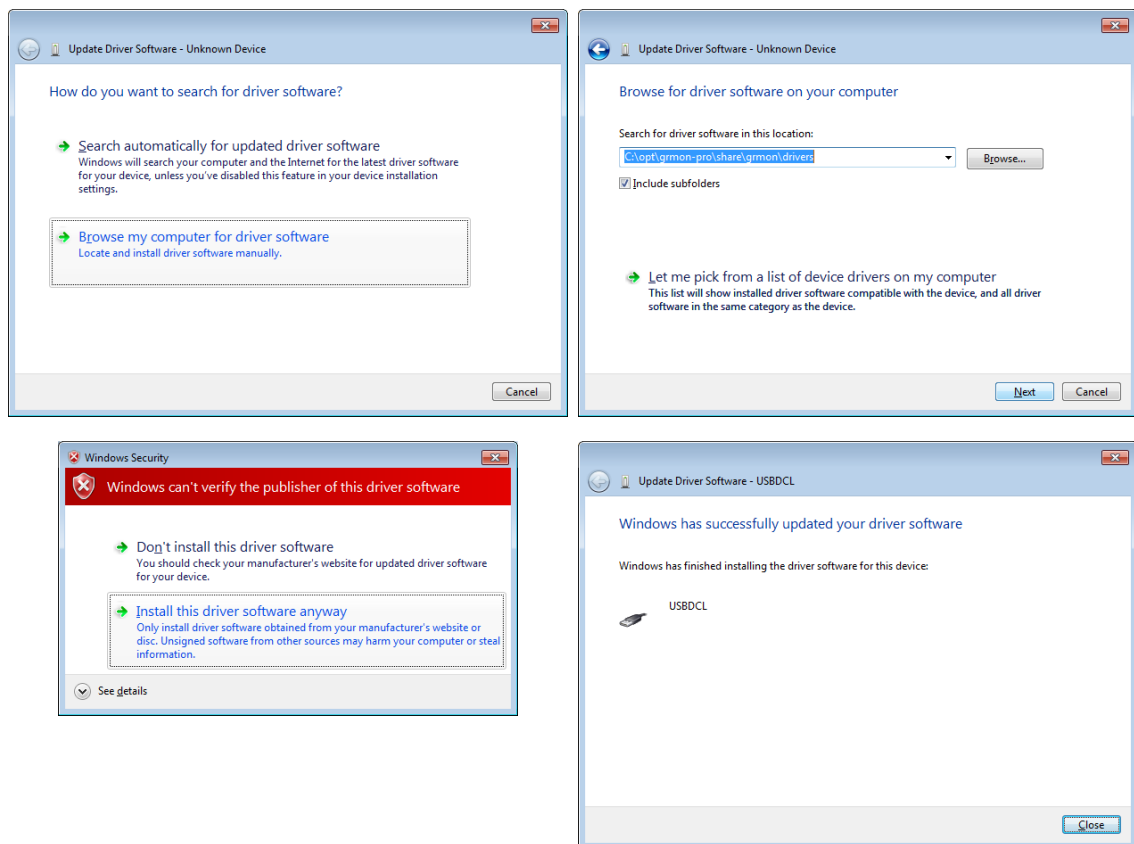 Update Driver Software - Unknown Device
How do you want to search for driver software?
Search automatically for updated driver software
Windows will search your computer and the Internet for the latest driver software
for your device, unless you've disabled this feature in your device installation
settings.
Browse my computer for driver software
Locate and install driver software manually.
Cancel
Update Driver Software - Unknown Device
Browse for driver software on your computer
Search for driver software in this location:
C:\opt\grmon-pro\share\grmon\drivers
Browse...
Include subfolders
Let me pick from a list of device drivers on my computer
This list will show installed driver software compatible with the device, and all driver
software in the same category as the device.
Next Cancel
Windows Security
Windows can't verify the publisher of this driver software
Don't install this driver software
You should check your manufacturer's website for updated driver software
for your device.
Install this driver software anyway
Only install driver software obtained from your manufacturer's website or
disc. Unsigned software from other sources may harm your computer or steal
information.
See details
Update Driver Software - USBDCL
Windows has successfully updated your driver software
Windows has finished installing the driver software for this device:
USBDCL
Close